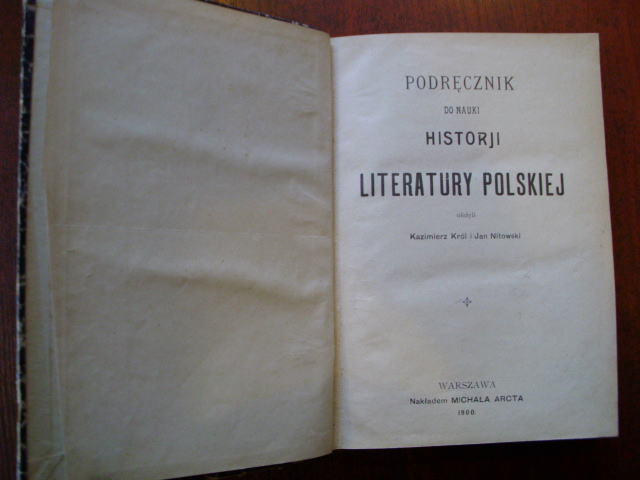 PODRĘCZNIK
DO NAUKI
HISTORJI
LITERATURY POLSKIEJ
ułożyli
Kazimierz Król i Jan Nitowski
WARSZAWA
Nakładem MICHAŁA ARCTA
1900.